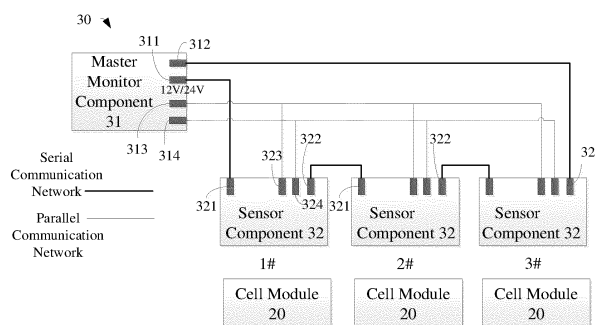 30
311
312
Master
Monitor
Component
31
12V/24V
313
314
Serial
Communication
Network
Parallel
Communication
Network
323
322
322
321
324
321
32
Sensor
Component 32
Sensor
Component 32
Sensor
Component 32
1#
2#
3#
Cell Module
20
Cell Module
20
Cell Module
20